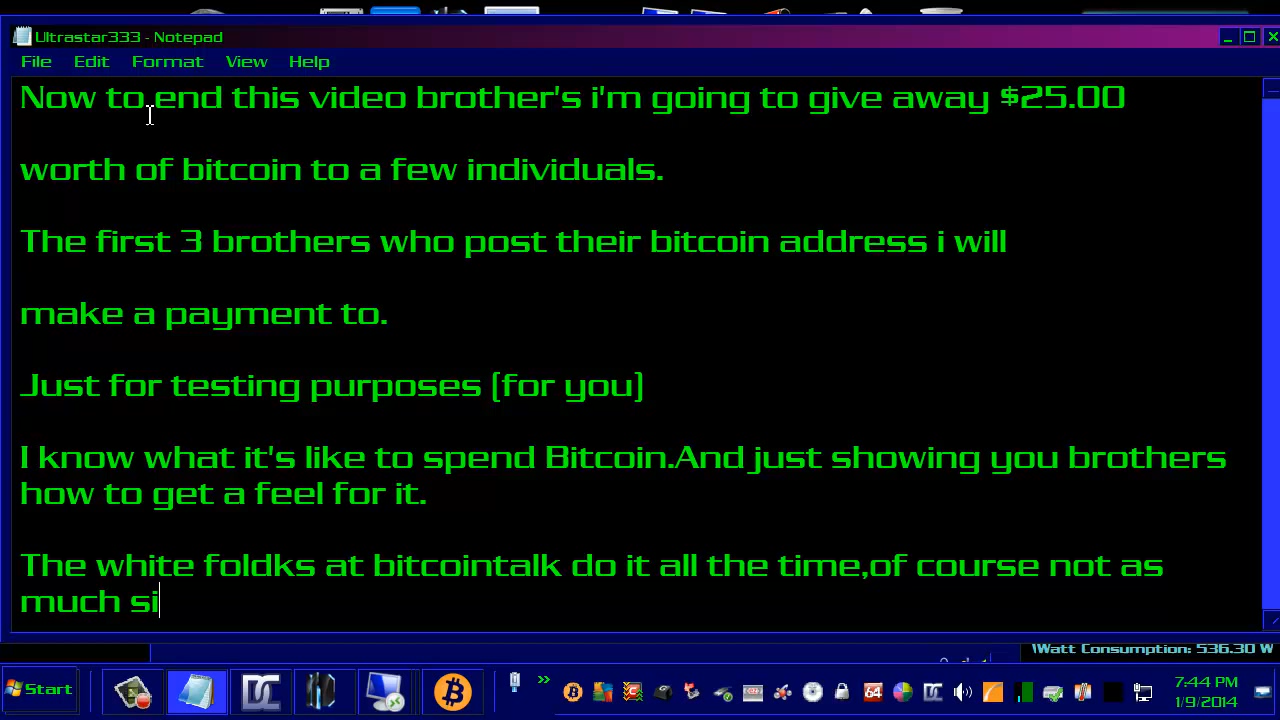 Ultrastar333 - Notepad
File Edit Format View Help
Now to end this video brother's i'm going to give away $25.00
worth of bitcoin to a few individuals.
The first 3 brothers who post their bitcoin address i will
make a payment to.
Just for testing purposes (for you)
I know what it's like to spend Bitcoin.And just showing you brothers
how to get a feel for it.
The white foldks at bitcointalk do it all the time,of course not as
much si
Watt Consumption: 536.30 W
Start
64
7:44 PM
1/9/2014